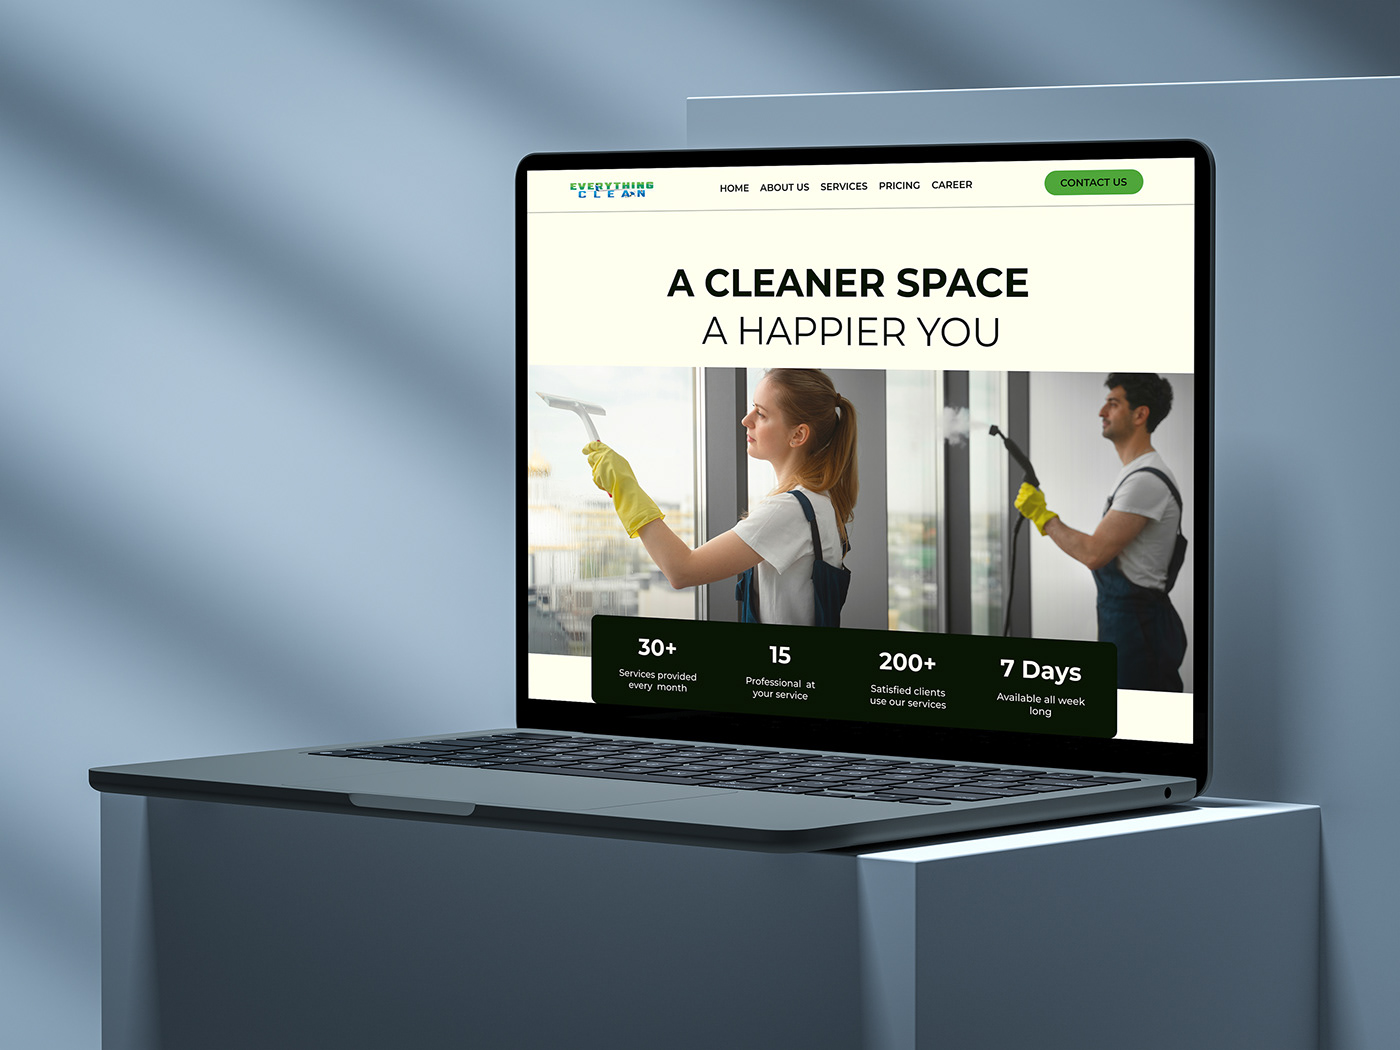 EVERYTHING
CLEAN
HOME ABOUT US SERVICES PRICING CAREER
CONTACT US
A CLEANER SPACE
A HAPPIER YOU
30+
Services provided
every month
15
Professional at
your service
200+
Satisfied clients
use our services
7 Days
Available all week
long